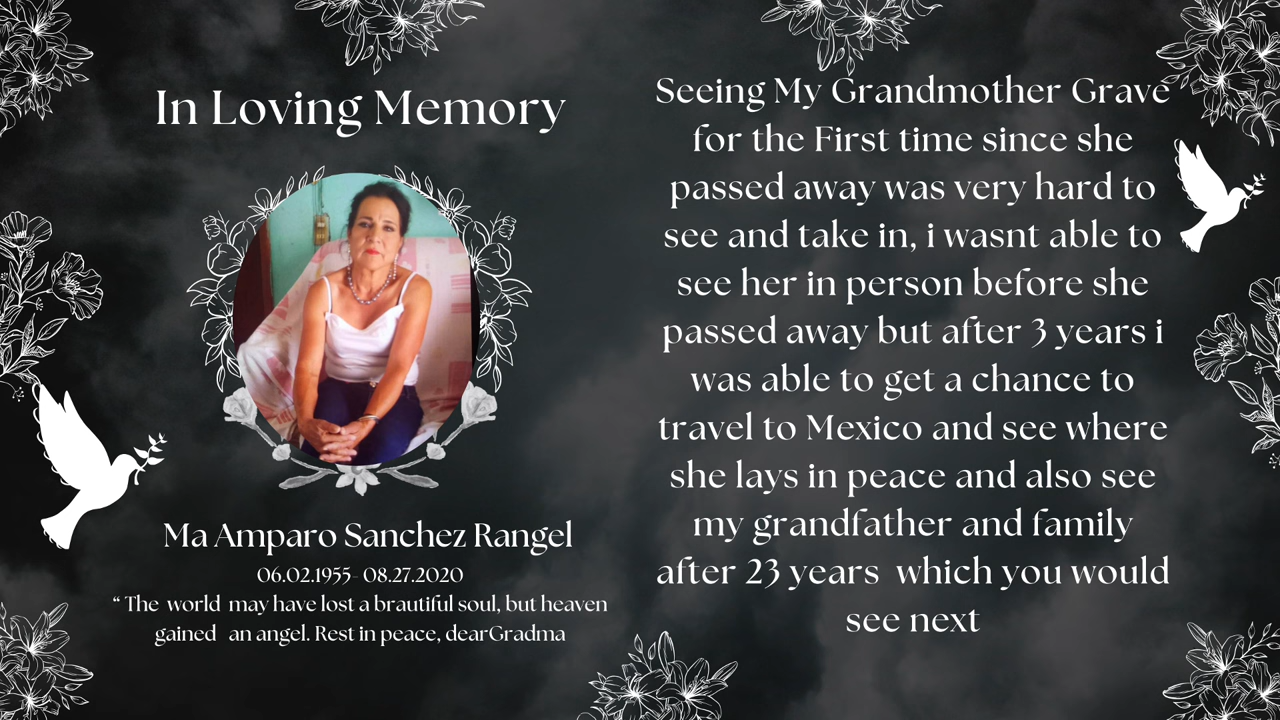 In Loving Memory
Ma Amparo Sanchez Rangel
06.02.1955- 08.27.2020
“ The world may have lost a brautiful soul, but heaven
gained an angel. Rest in peace, dearGradma
Seeing My Grandmother Grave
for the First time since she
passed away was very hard to
see and take in, i wasnt able to
see her in person before she
passed away but after 3 years i
was able to get a chance to
travel to Mexico and see where
she lays in peace and also see
my grandfather and family
after 23 years which you would
see next